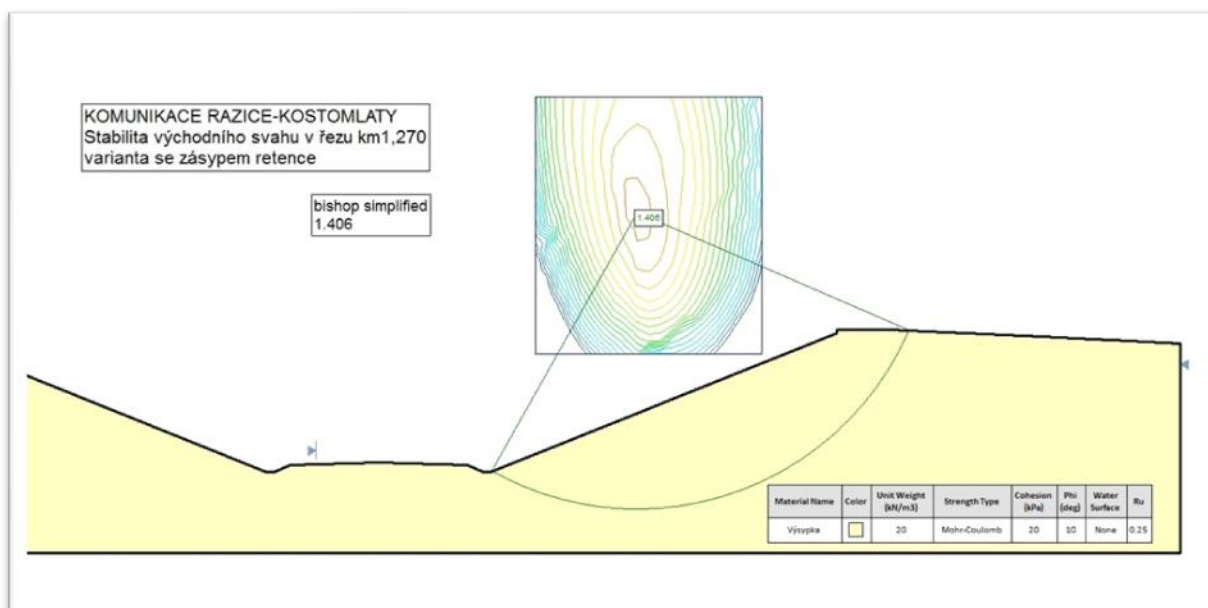 KOMUNIKACE RAZICE-KOSTOMLATY
Stabilita východního svahu v řezu km1,270
varianta se zásypem retence
bishop simplified
1.406
1.406
Material Name Color Unit Weight (kN/m3) Strength Type Cohesion (kPa) Phi (deg) Water Surface Ru
Výsypka 20 Mohr-Coulomb 20 10 None 0.25